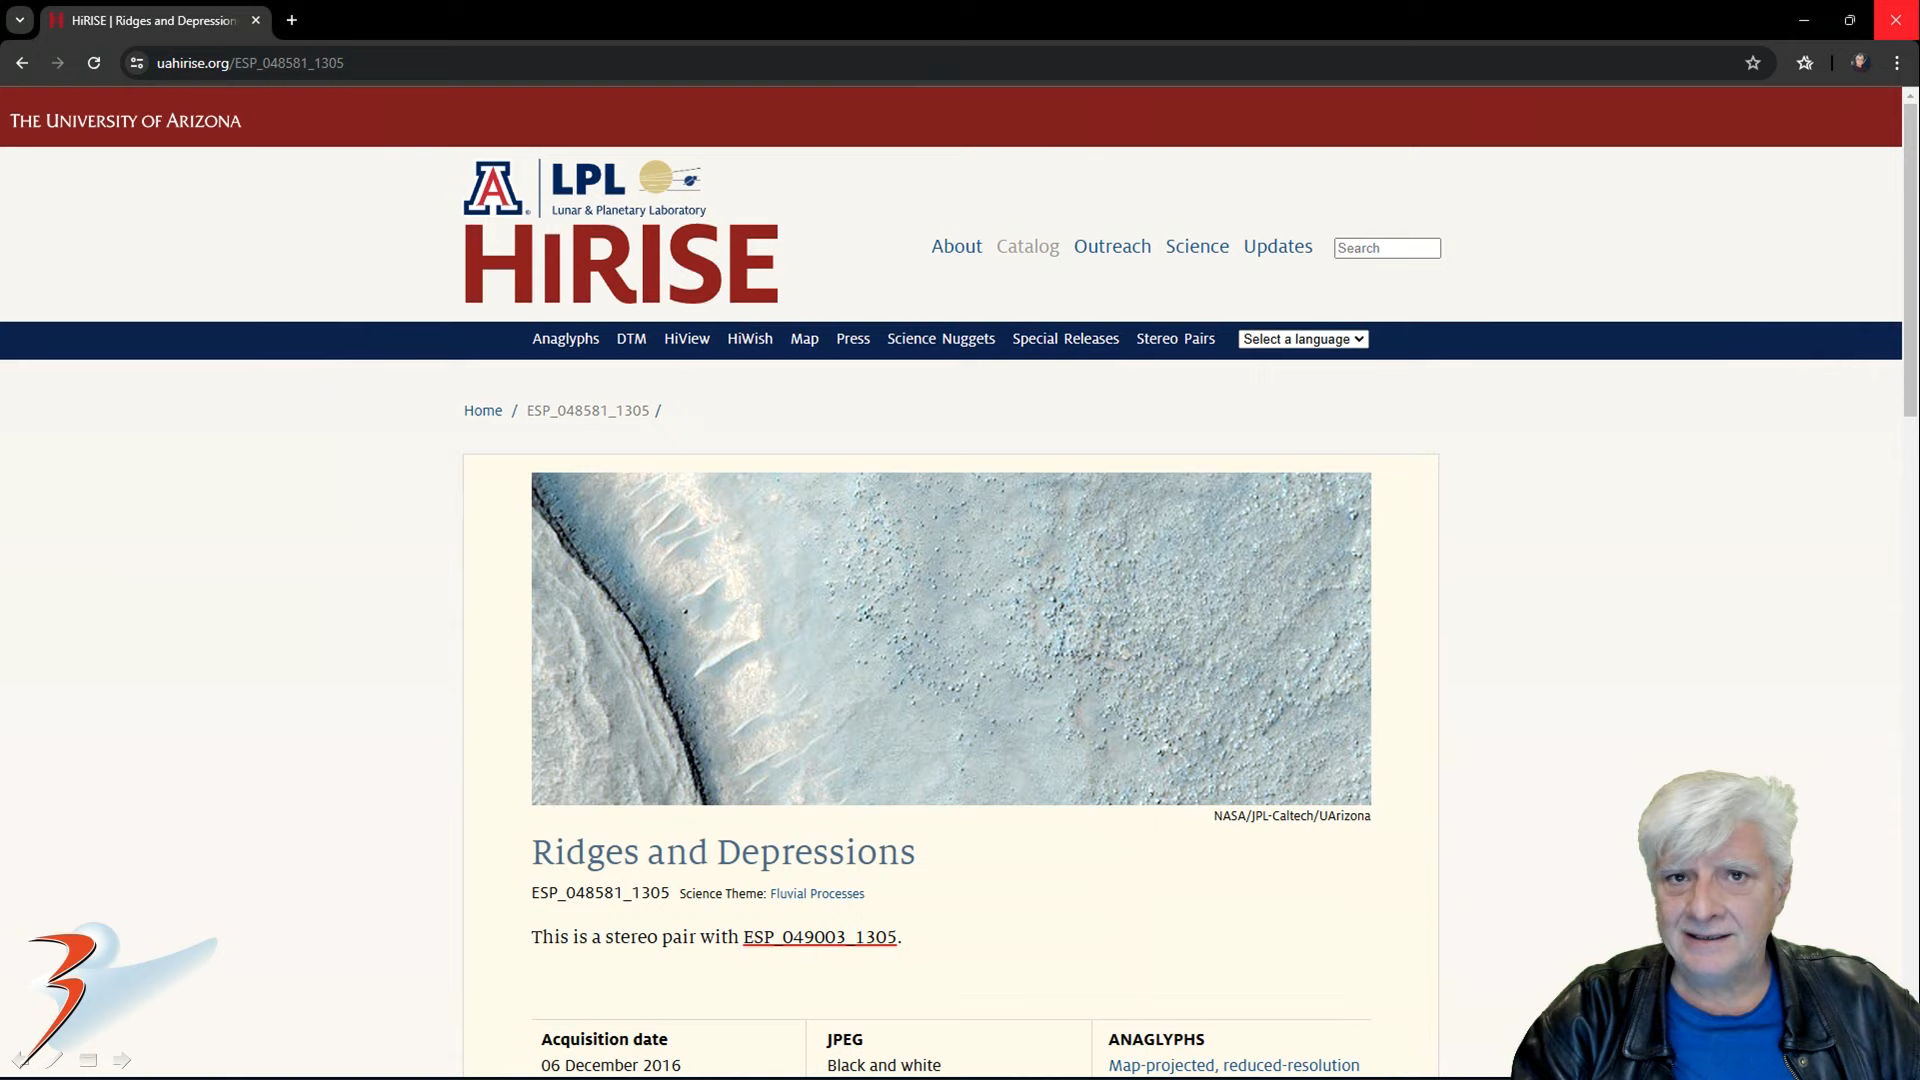 HiRISE | Ridges and Depression
uahirise.org/ESP_048581_1305
THE UNIVERSITY OF ARIZONA
A
LPL
Lunar & Planetary Laboratory
HiRISE
About Catalog Outreach Science Updates Search
Anaglyphs DTM HiView HiWish Map Press Science Nuggets Special Releases Stereo Pairs Select a language
Home / ESP_048581_1305 /
NASA/JPL-Caltech/UArizona
Ridges and Depressions
ESP_048581_1305 Science Theme: Fluvial Processes
This is a stereo pair with ESP_049003_1305.
Acquisition date JPEG ANAGLYPHS
06 December 2016 Black and white Map-projected, reduced-resolution